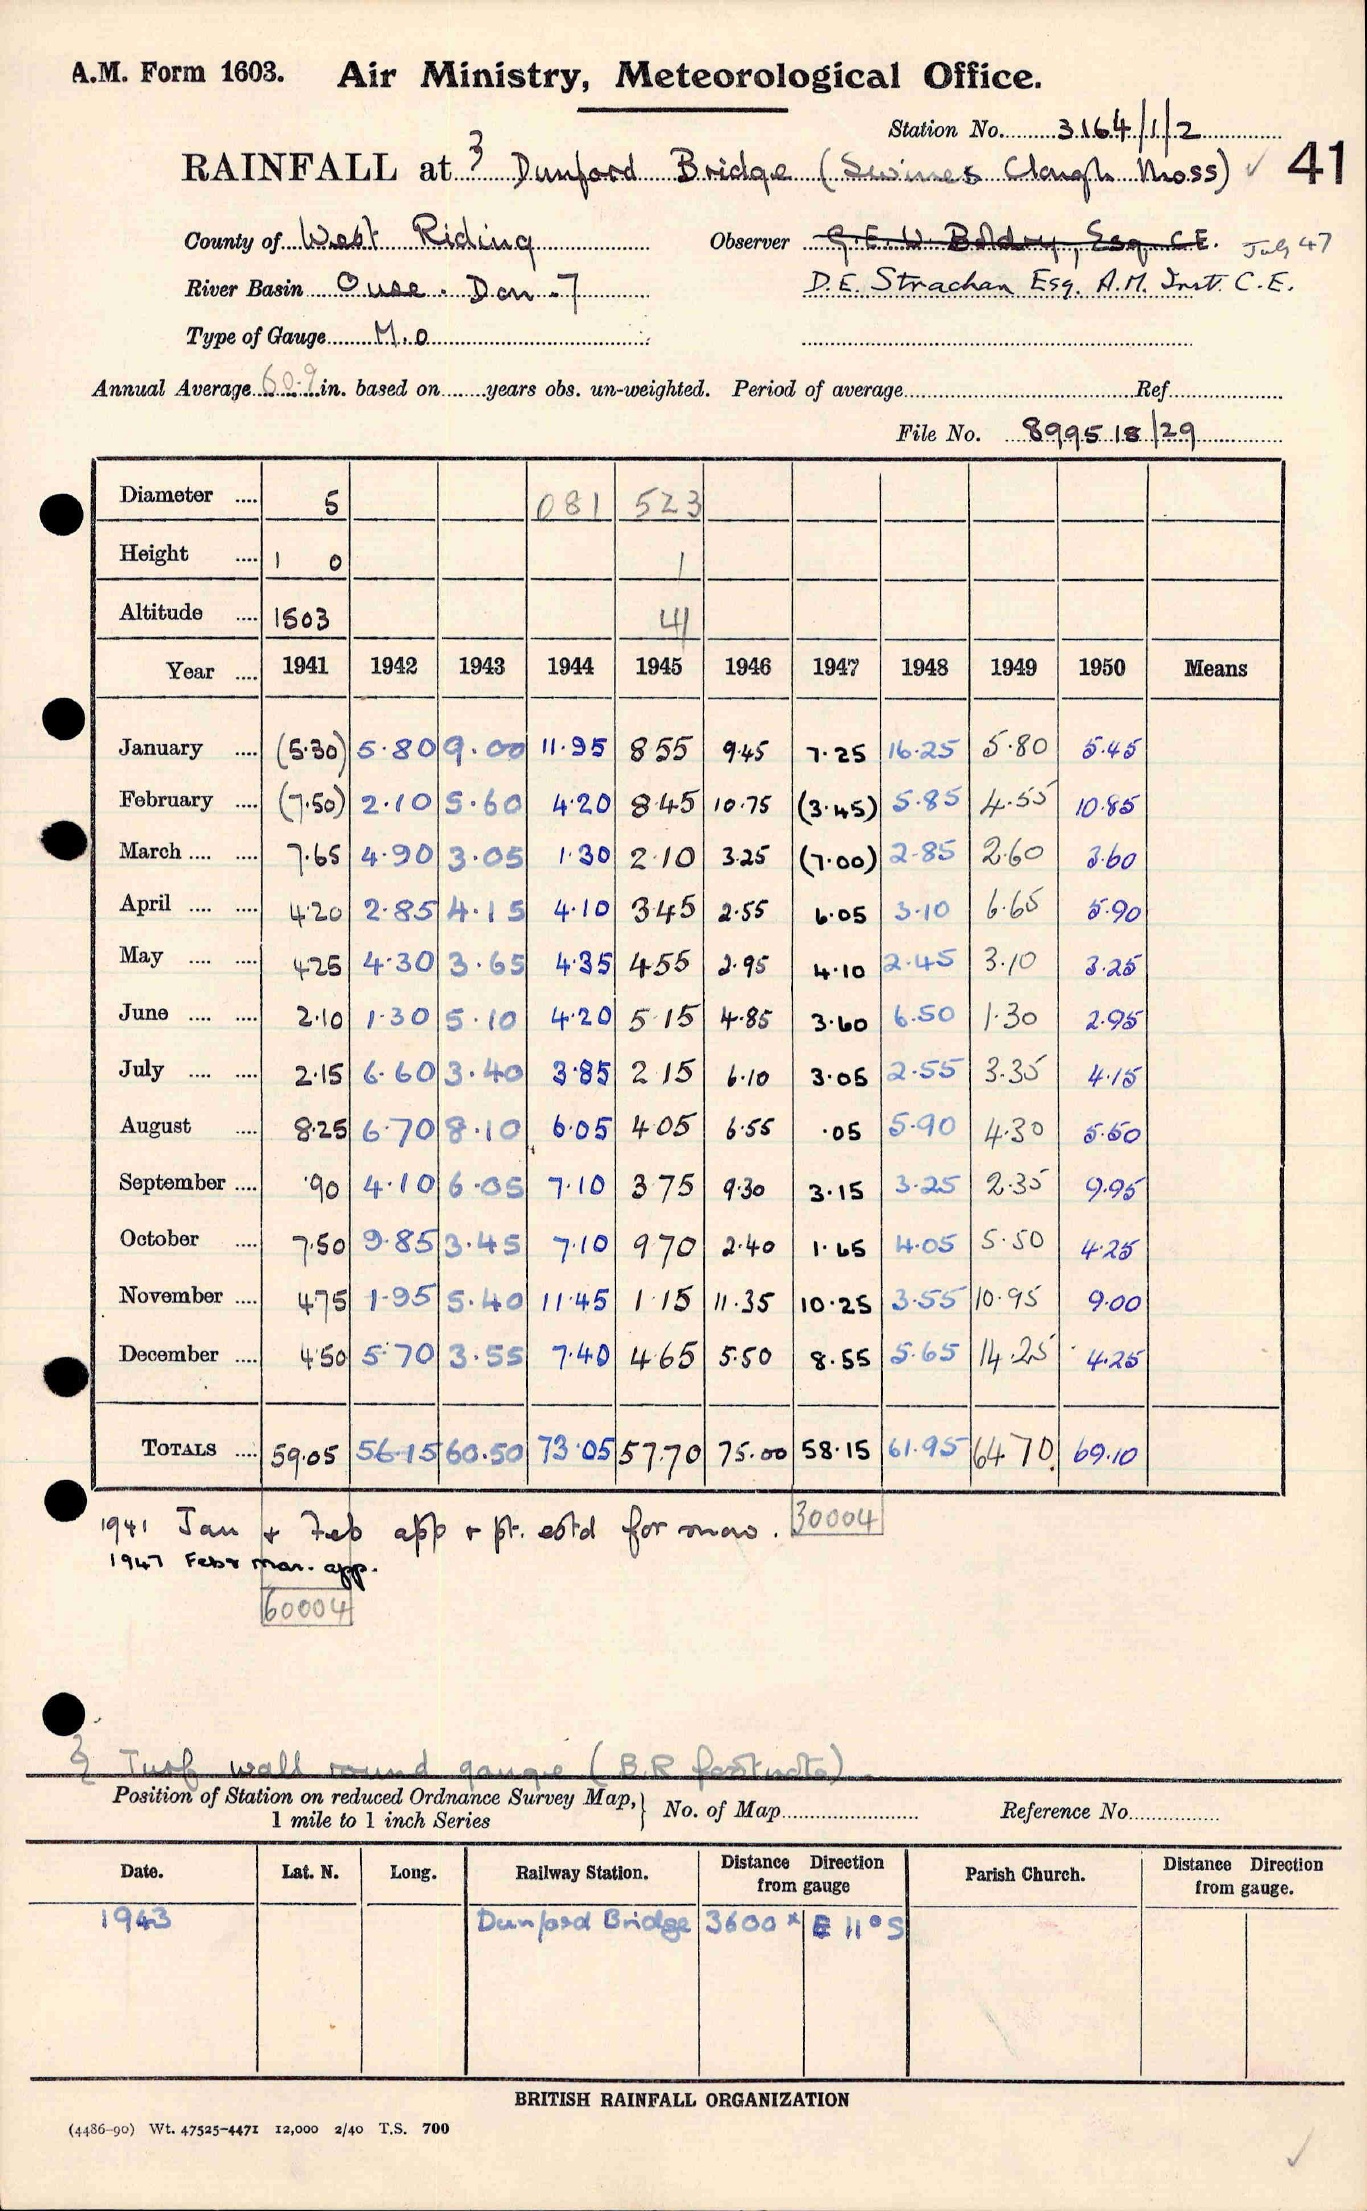 A.M. Form 1603. Air Ministry, Meteorological Office.
Station No. 3164/1/2
RAINFALL at Dunford Bridge (Swines Clough Moss) ✓ 41
County of West Riding Observer G.E.W. Boldry, Esq. C.E. July 47
River Basin Ouse. Don-7 D.E. Strachan Esq. A.M. Inst. C.E.
Type of Gauge M.O
Annual Average 60.9 in. based on years obs. un-weighted. Period of average Ref
File No. 899518/29
Diameter .... 5 081 523
Height .... 1 0 1
Altitude .... 1503 41
Year .... 1941 1942 1943 1944 1945 1946 1947 1948 1949 1950 Means
January .... (5.30) 5.80 9.00 11.95 8.55 9.45 7.25 16.25 5.80 5.45
February .... (7.50) 2.10 5.60 4.20 8.45 10.75 (3.45) 5.85 4.55 10.85
March .... .... 7.65 4.90 3.05 1.30 2.10 3.25 (7.00) 2.85 2.60 3.60
April .... .... 4.20 2.85 4.15 4.10 3.45 2.55 6.05 3.10 6.65 5.90
May .... .... 4.25 4.30 3.65 4.35 4.55 2.95 4.10 2.45 3.10 3.25
June .... .... 2.10 1.30 5.10 4.20 5.15 4.85 3.60 6.50 1.30 2.95
July .... .... 2.15 6.60 3.40 3.85 2.15 6.10 3.05 2.55 3.35 4.15
August .... 8.25 6.70 8.10 6.05 4.05 6.55 .05 5.90 4.30 5.50
September .... .90 4.10 6.05 7.10 3.75 9.30 3.15 3.25 2.35 9.95
October .... 7.50 9.85 3.45 7.10 9.70 2.40 1.65 4.05 5.50 4.25
November .... 4.75 1.95 5.40 11.45 1.15 11.35 10.25 3.55 10.95 9.00
December .... 4.50 5.70 3.55 7.40 4.65 5.50 8.55 5.65 14.25 4.25
TOTALS .... 59.05 56.15 60.50 73.05 57.70 75.00 58.15 61.95 64.70 69.10
1941 Jan & Feb app & pt. estd for snow. 30004
1947 Feb & Mar. app.
60004
Turf wall round gauge (B.R footnote)
Position of Station on reduced Ordnance Survey Map, 1 mile to 1 inch Series } No. of Map Reference No.
Date. Lat. N. Long. Railway Station. Distance Direction from gauge Parish Church. Distance Direction from gauge.
1943 Dunford Bridge 3600 x E 11° S
BRITISH RAINFALL ORGANIZATION
(4486-90) Wt. 47525-4471 12,000 2/40 T.S. 700